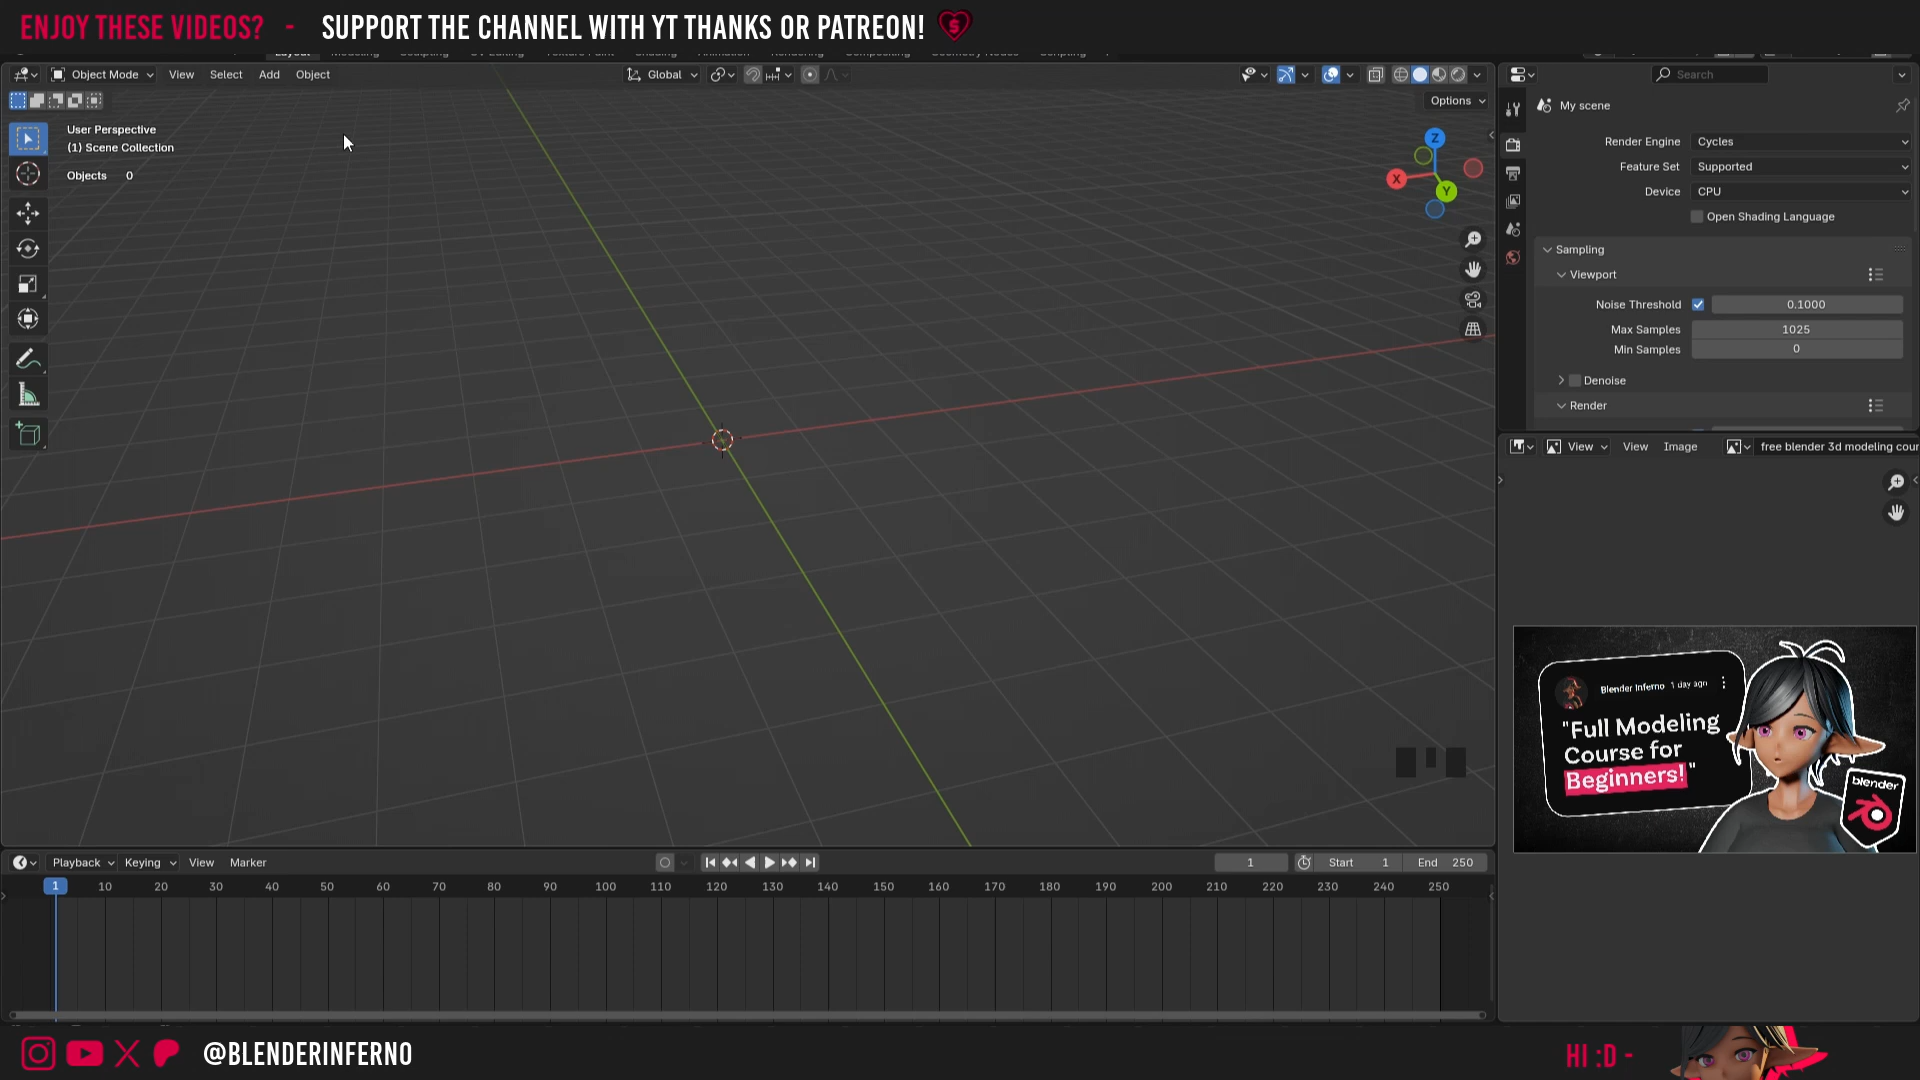 ENJOY THESE VIDEOS? - SUPPORT THE CHANNEL WITH YT THANKS OR PATREON!
Object Mode View Select Add Object Global
Options
User Perspective
(1) Scene Collection
Objects 0
Z
X
Y
Search
My scene
Render Engine Cycles
Feature Set Supported
Device CPU
Open Shading Language
Sampling
Viewport
Noise Threshold 0.1000
Max Samples 1025
Min Samples 0
Denoise
Render
View View Image free blender 3d modeling cour
Blender Inferno 1 day ago
"Full Modeling
Course for
Beginners!"
blender
Playback Keying View Marker 1 Start 1 End 250
1 10 20 30 40 50 60 70 80 90 100 110 120 130 140 150 160 170 180 190 200 210 220 230 240 250
@BLENDERINFERNO
HI :D -